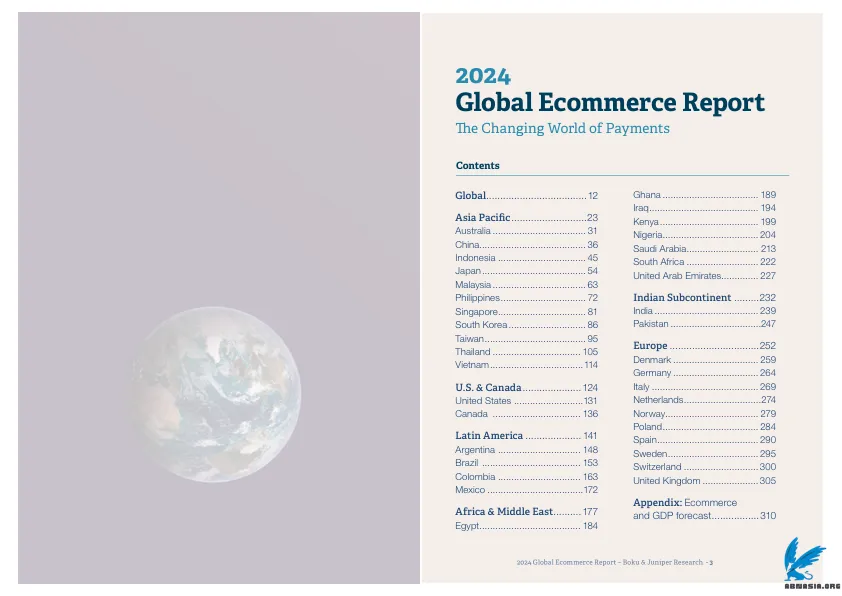 2024
Global Ecommerce Report
The Changing World of Payments
Contents
Global.................................... 12
Asia Pacific...........................23
Australia .................................. 31
China....................................... 36
Indonesia ................................ 45
Japan ...................................... 54
Malaysia .................................. 63
Philippines............................... 72
Singapore................................ 81
South Korea ............................ 86
Taiwan..................................... 95
Thailand ................................ 105
Vietnam ..................................114
U.S. & Canada..................... 124
United States .........................131
Canada ................................ 136
Latin America .................... 141
Argentina .............................. 148
Brazil .................................... 153
Colombia ............................... 163
Mexico ...................................172
Africa & Middle East.......... 177
Egypt..................................... 184
Ghana ................................... 189
Iraq........................................ 194
Kenya.................................... 199
Nigeria................................... 204
Saudi Arabia.......................... 213
South Africa .......................... 222
United Arab Emirates............. 227
Indian Subcontinent .........232
India ...................................... 239
Pakistan .................................247
Europe ................................252
Denmark ............................... 259
Germany ............................... 264
Italy ....................................... 269
Netherlands............................274
Norway.................................. 279
Poland................................... 284
Spain..................................... 290
Sweden.................................. 295
Switzerland ........................... 300
United Kingdom .................... 305
Appendix: Ecommerce
and GDP forecast................. 310
2024 Global Ecommerce Report – Boku & Juniper Research - 3
ABNASIA.ORG